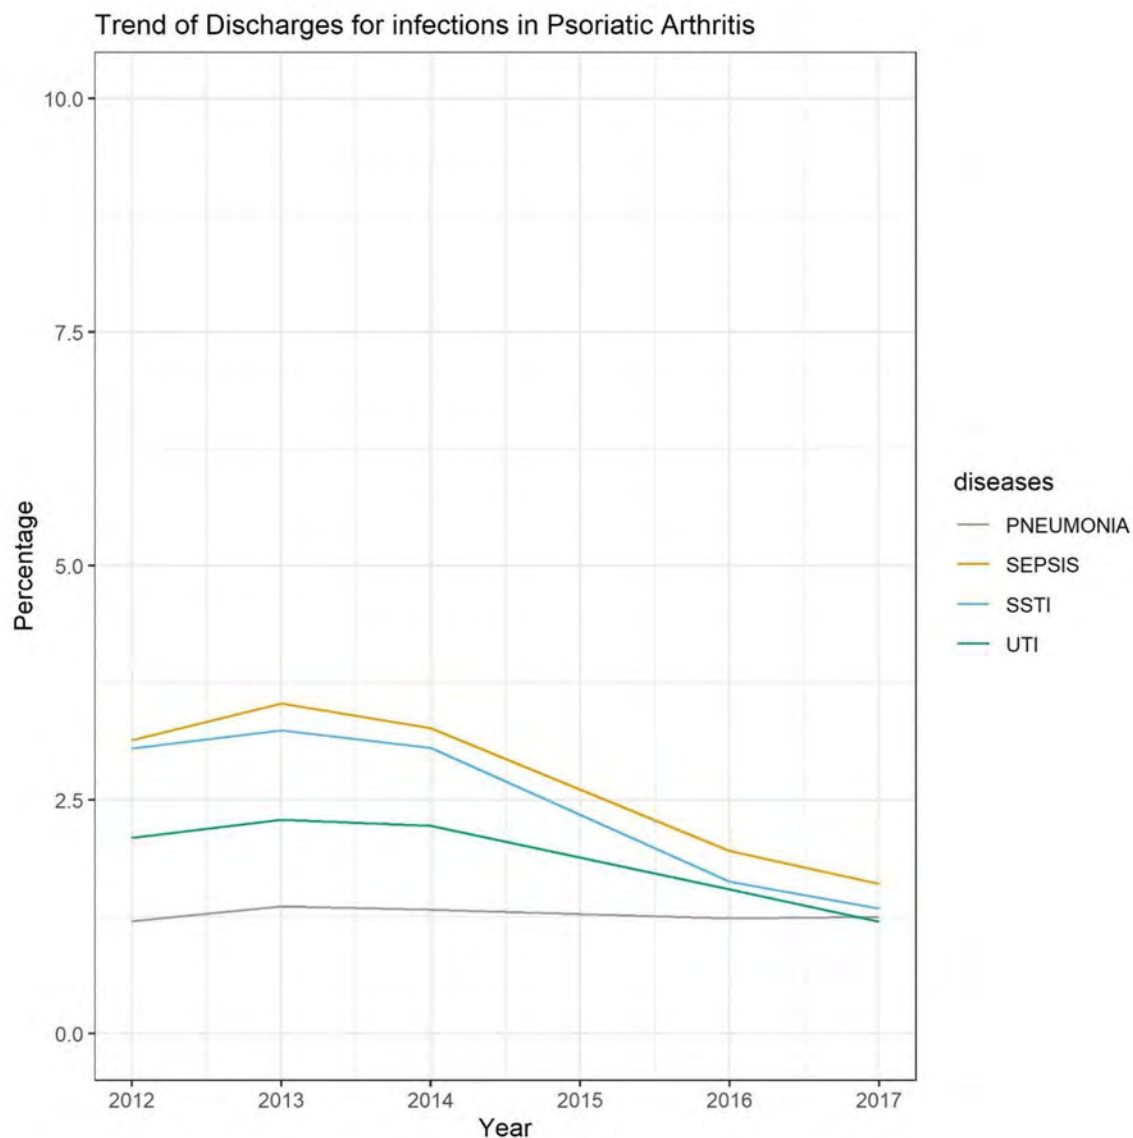 Trend of Discharges for infections in Psoriatic Arthritis
10.0
7.5
5.0
2.5
0.0
Percentage
2012 2013 2014 2015 2016 2017
Year
diseases
PNEUMONIA
SEPSIS
SSTI
UTI